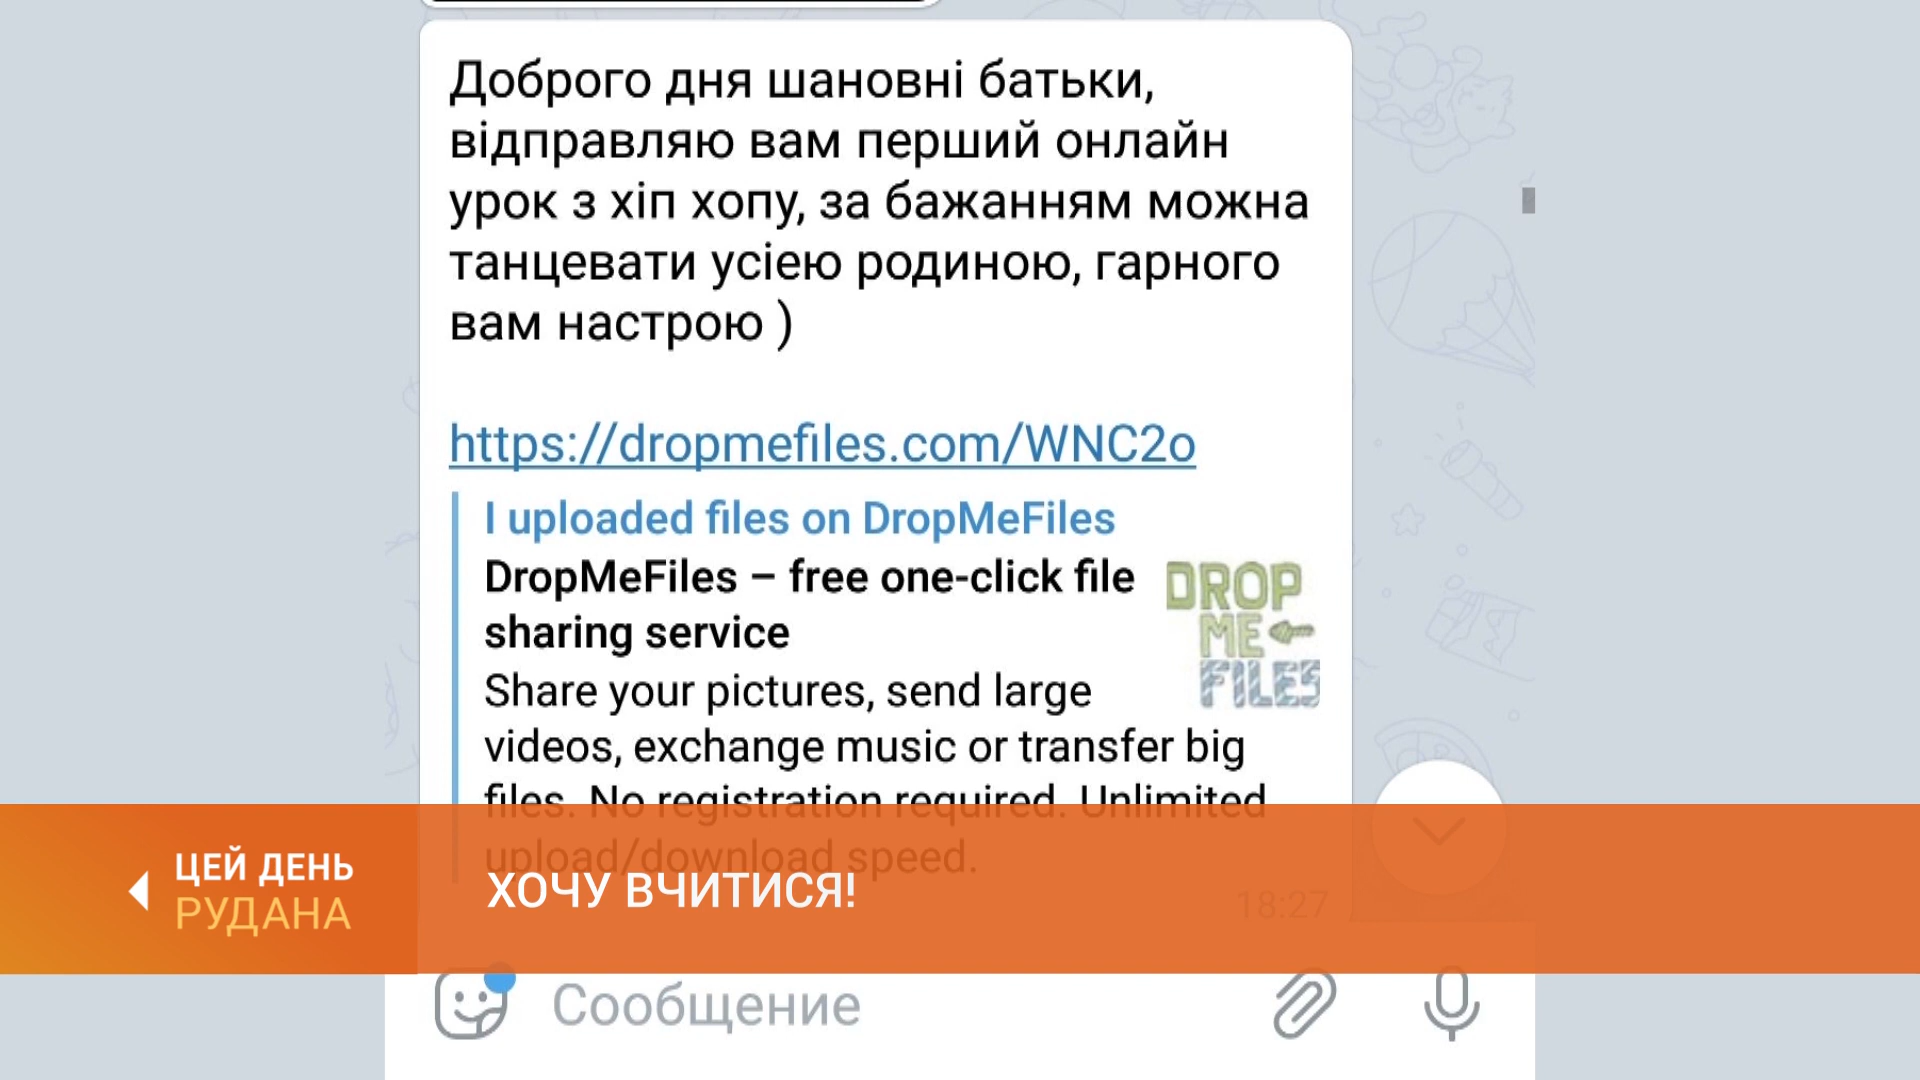 Доброго дня шановні батьки,
відправляю вам перший онлайн
урок з хіп хопу, за бажанням можна
танцевати усіею родиною, гарного
вам настрою )
https://dropmefiles.com/WNC2o
I uploaded files on DropMeFiles
DropMeFiles – free one-click file
sharing service
DROP
ME
FILES
Share your pictures, send large
videos, exchange music or transfer big
files. No registration required. Unlimited
upload/download speed.
18:27
ЦЕЙ ДЕНЬ
РУДАНА
ХОЧУ ВЧИТИСЯ!
Сообщение